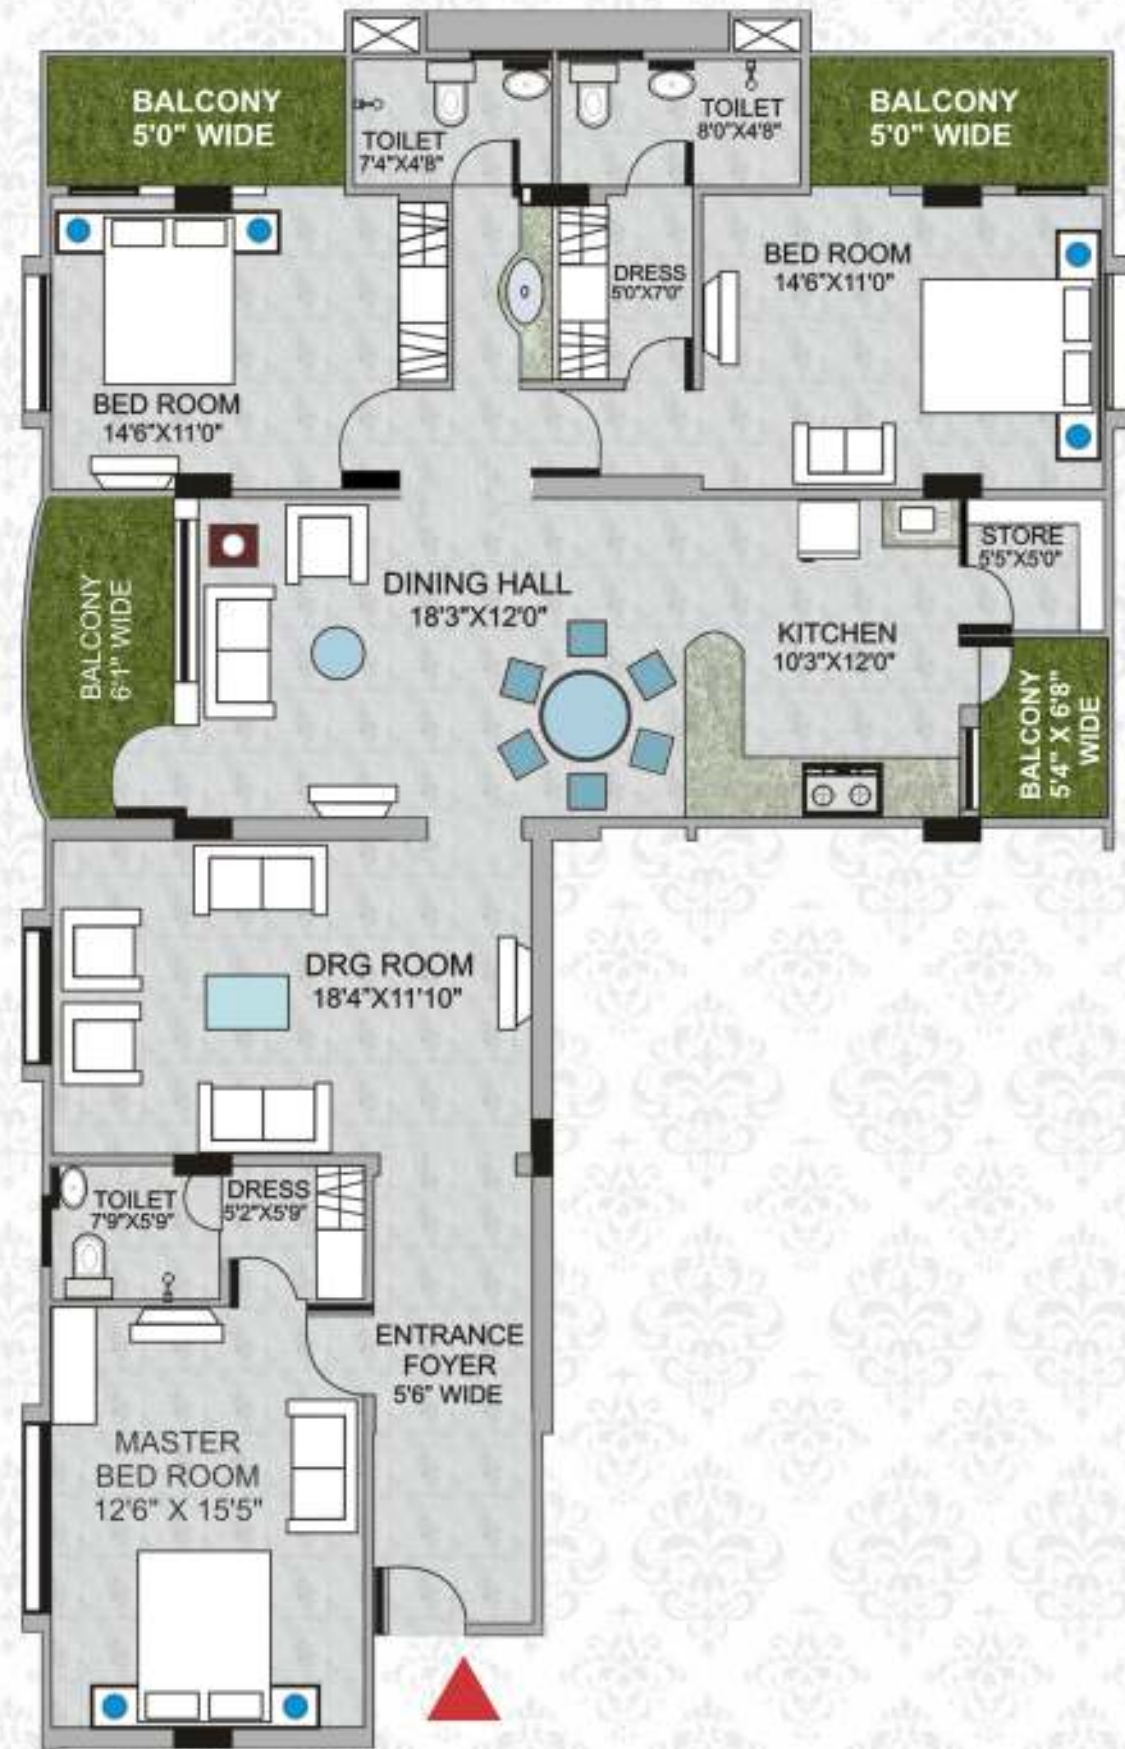 BALCONY
5'0" WIDE
TOILET
7'4"X4'8"
TOILET
8'0"X4'8"
BALCONY
5'0" WIDE
BED ROOM
14'6"X11'0"
0
DRESS
5'0"X7'0"
BED ROOM
14'6"X11'0"
BALCONY
6'1" WIDE
DINING HALL
18'3"X12'0"
KITCHEN
10'3"X12'0"
STORE
5'5"X5'0"
BALCONY
5'4" X 6'8"
WIDE
DRG ROOM
18'4"X11'10"
TOILET
7'9"X5'9"
DRESS
5'2"X5'9"
ENTRANCE
FOYER
5'6" WIDE
MASTER
BED ROOM
12'6" X 15'5"